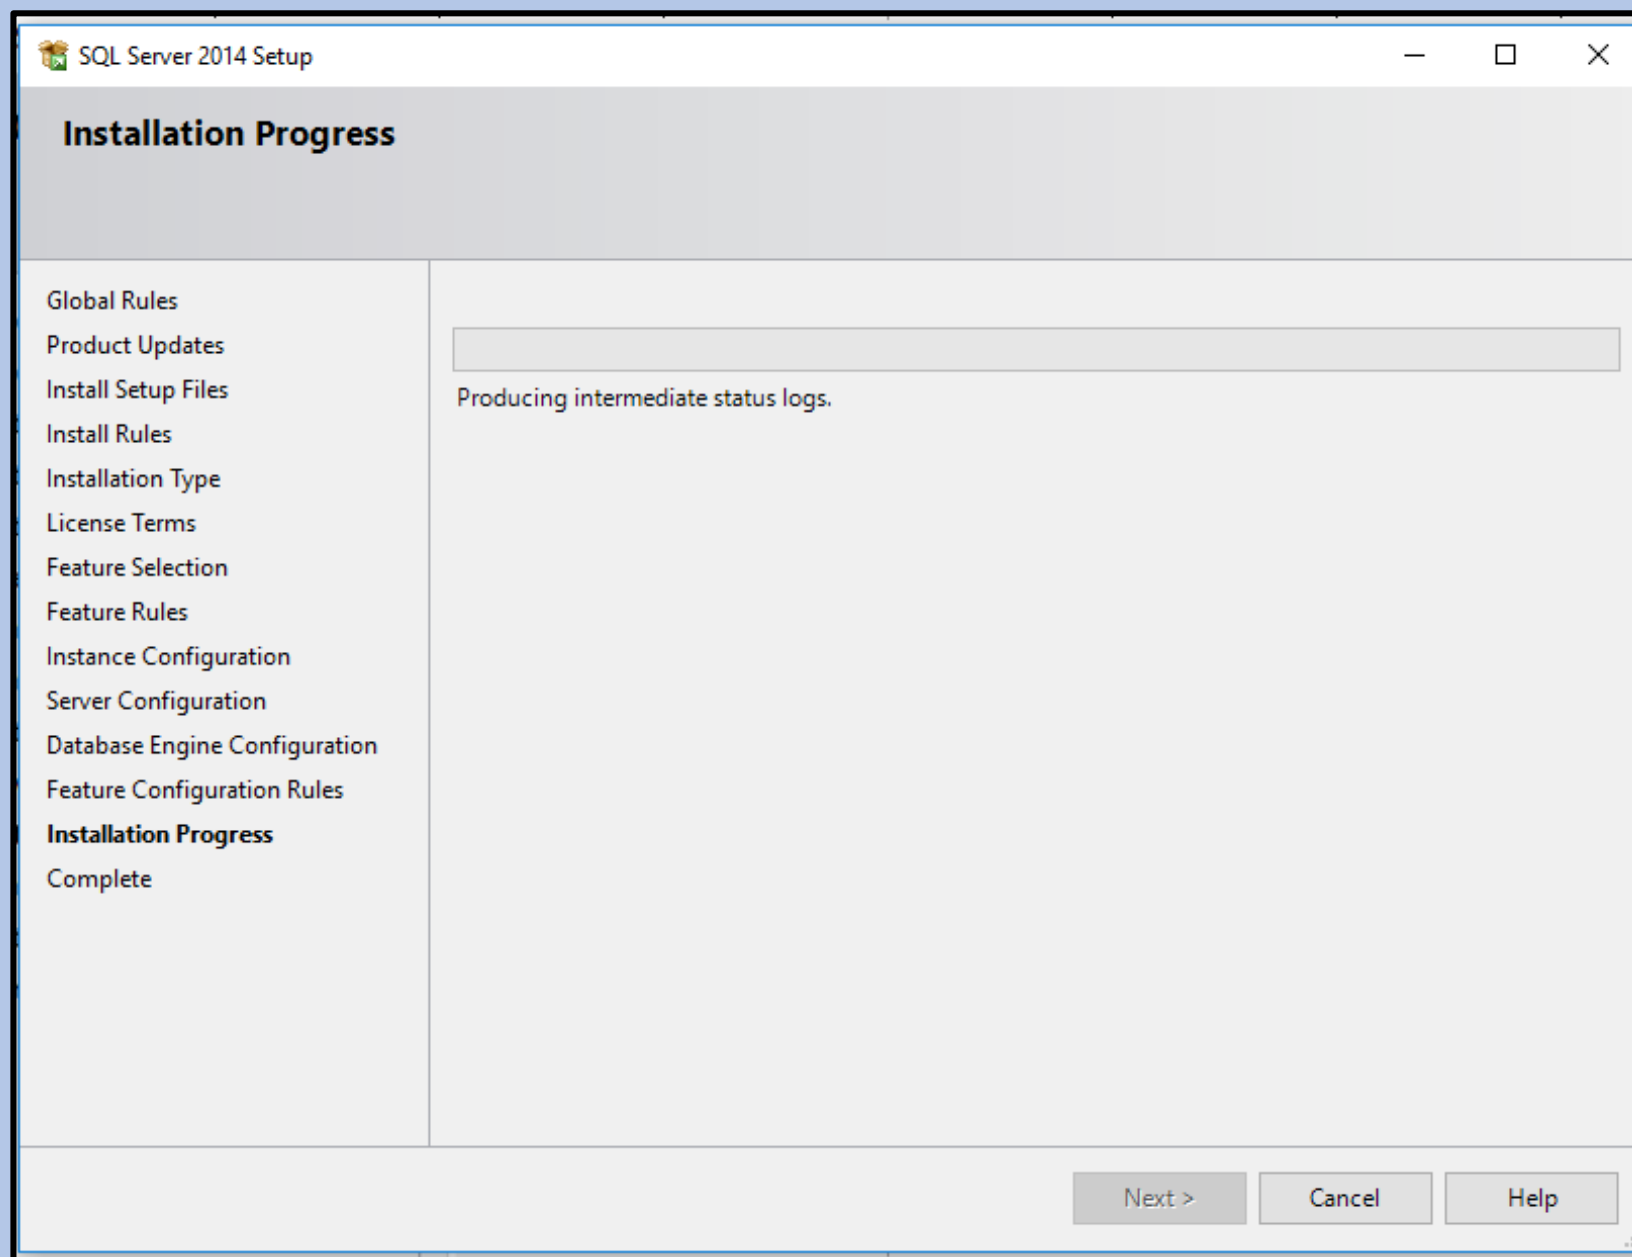 SQL Server 2014 Setup
Installation Progress
Global Rules
Product Updates
Install Setup Files
Install Rules
Installation Type
License Terms
Feature Selection
Feature Rules
Instance Configuration
Server Configuration
Database Engine Configuration
Feature Configuration Rules
Installation Progress
Complete
Producing intermediate status logs.
Next >
Cancel
Help